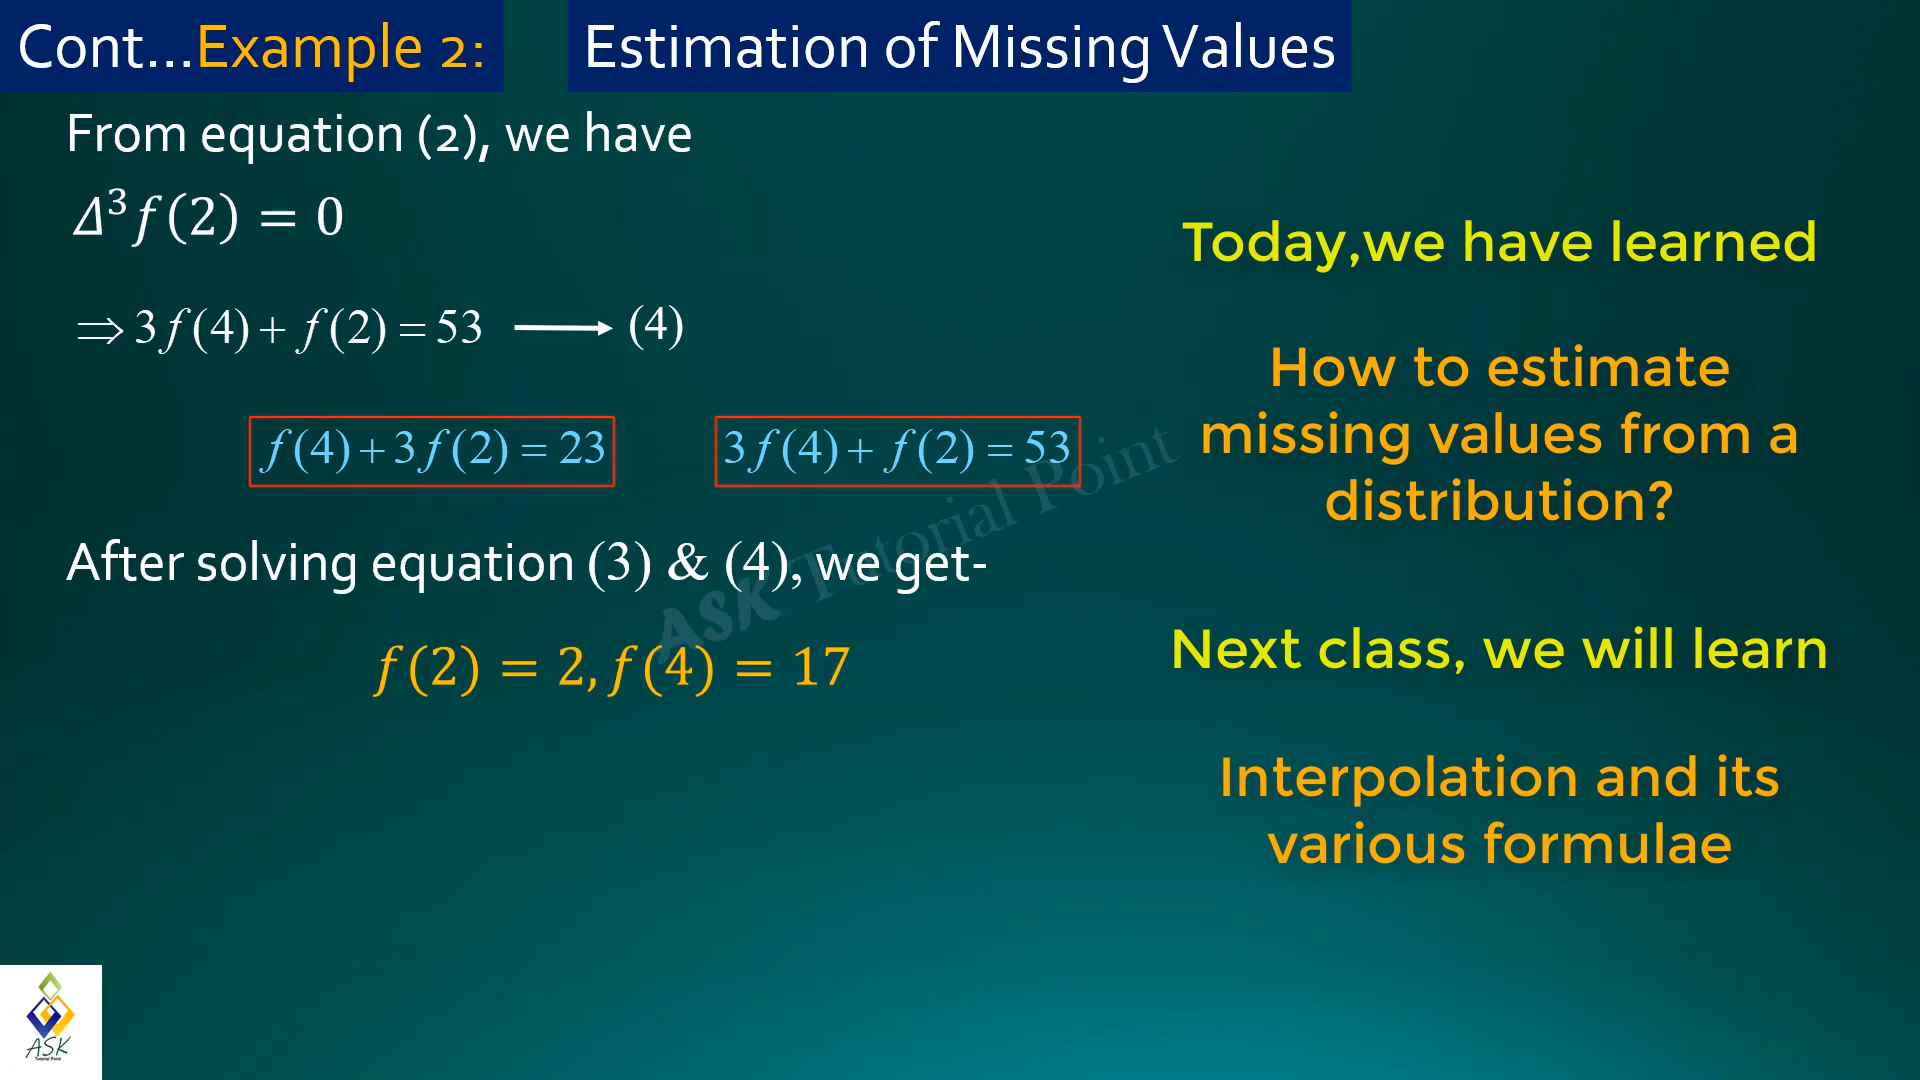 Cont...Example 2:
Estimation of Missing Values
From equation (2), we have
Δ³f(2) = 0
⇒ 3f(4) + f(2) = 53 ⟶ (4)
f(4) + 3f(2) = 23
3f(4) + f(2) = 53
After solving equation (3) & (4), we get-
f(2) = 2, f(4) = 17
Today,we have learned
How to estimate
missing values from a
distribution?
Next class, we will learn
Interpolation and its
various formulae
ASK Tutorial Point
ASK
Tutorial Point